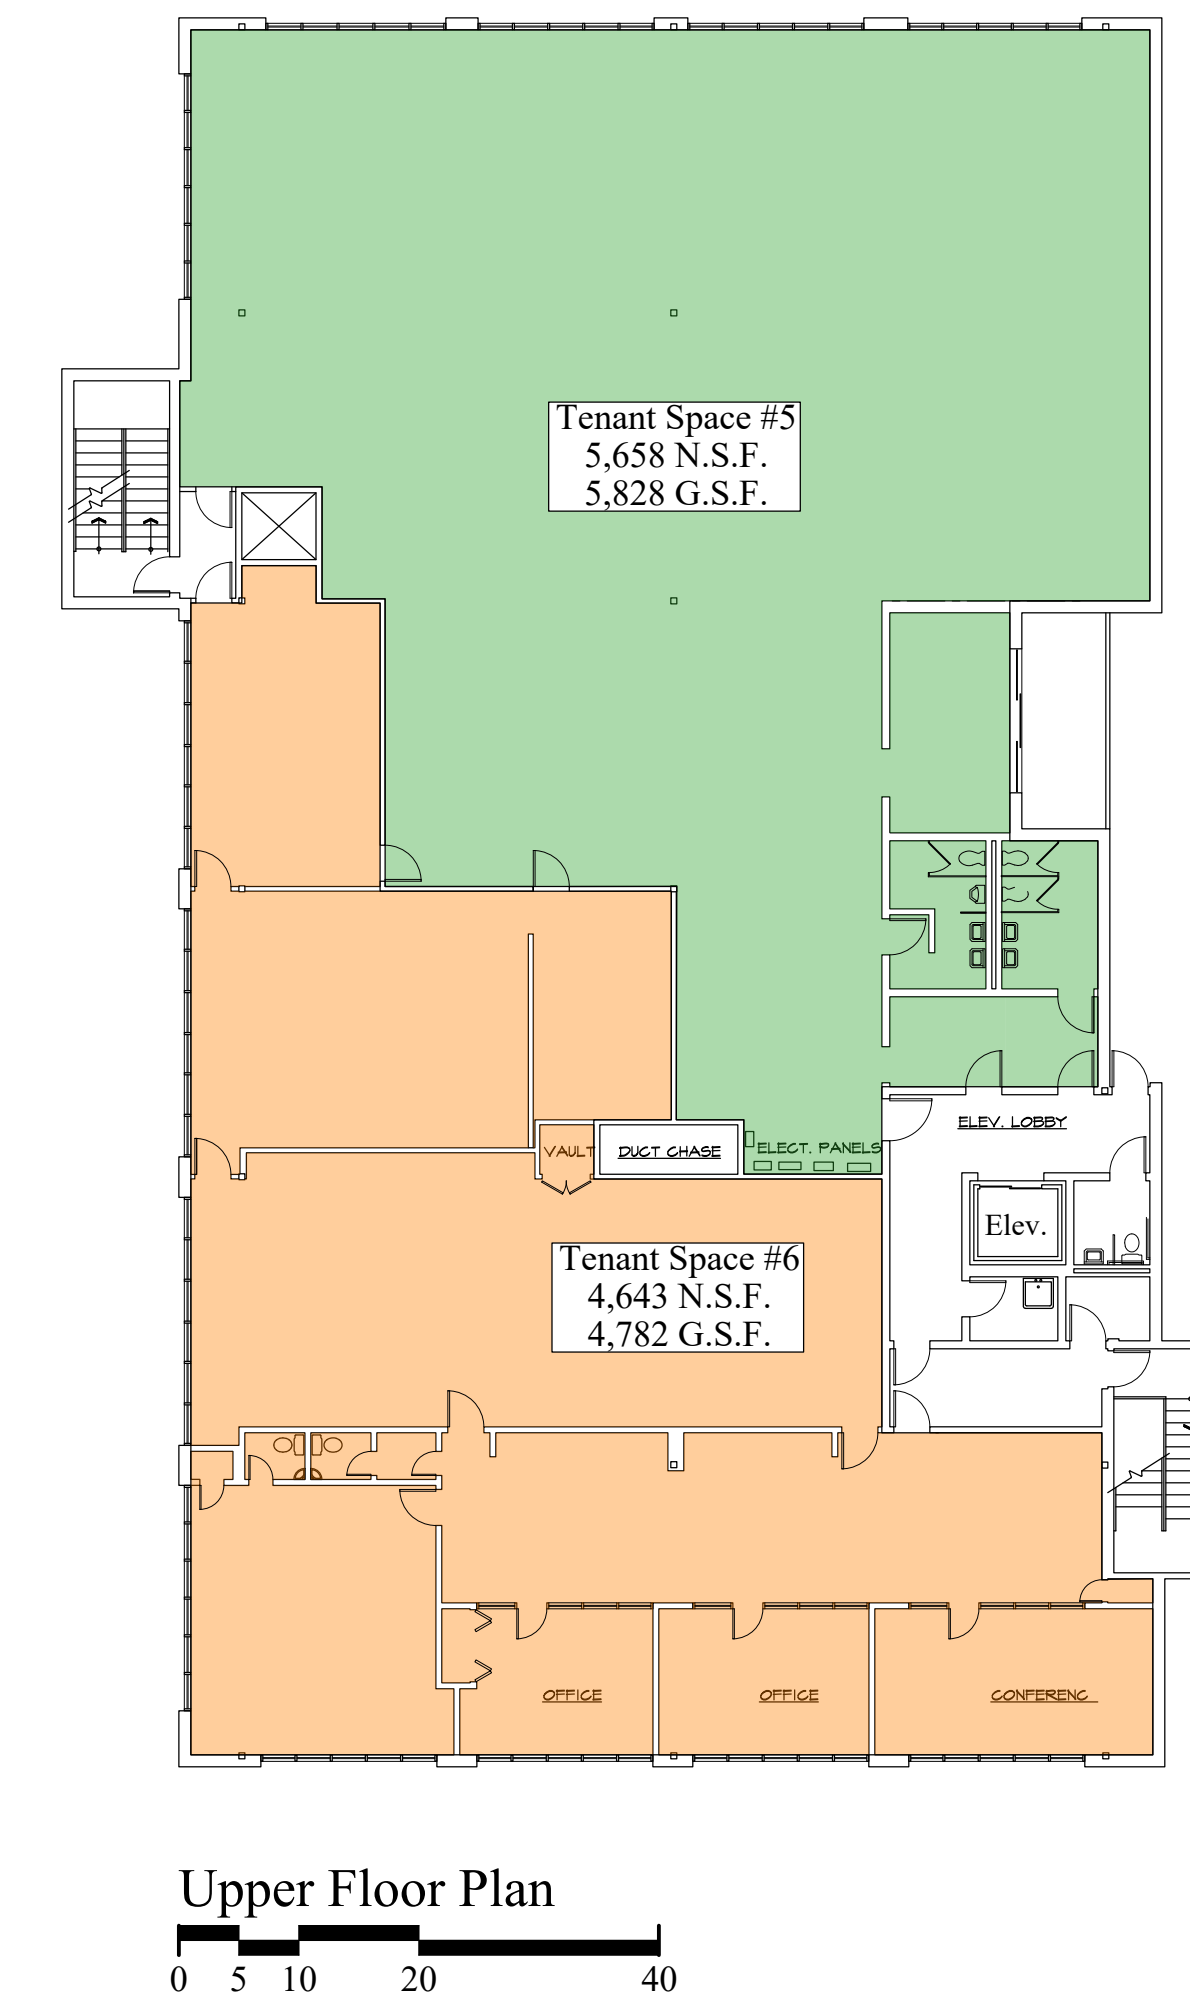 Tenant Space #5
5,658 N.S.F.
5,828 G.S.F.
ELEV. LOBBY
VAULT
DUCT CHASE
ELECT. PANELS
Elev.
Tenant Space #6
4,643 N.S.F.
4,782 G.S.F.
OFFICE
OFFICE
CONFERENC
Upper Floor Plan
0 5 10 20 40